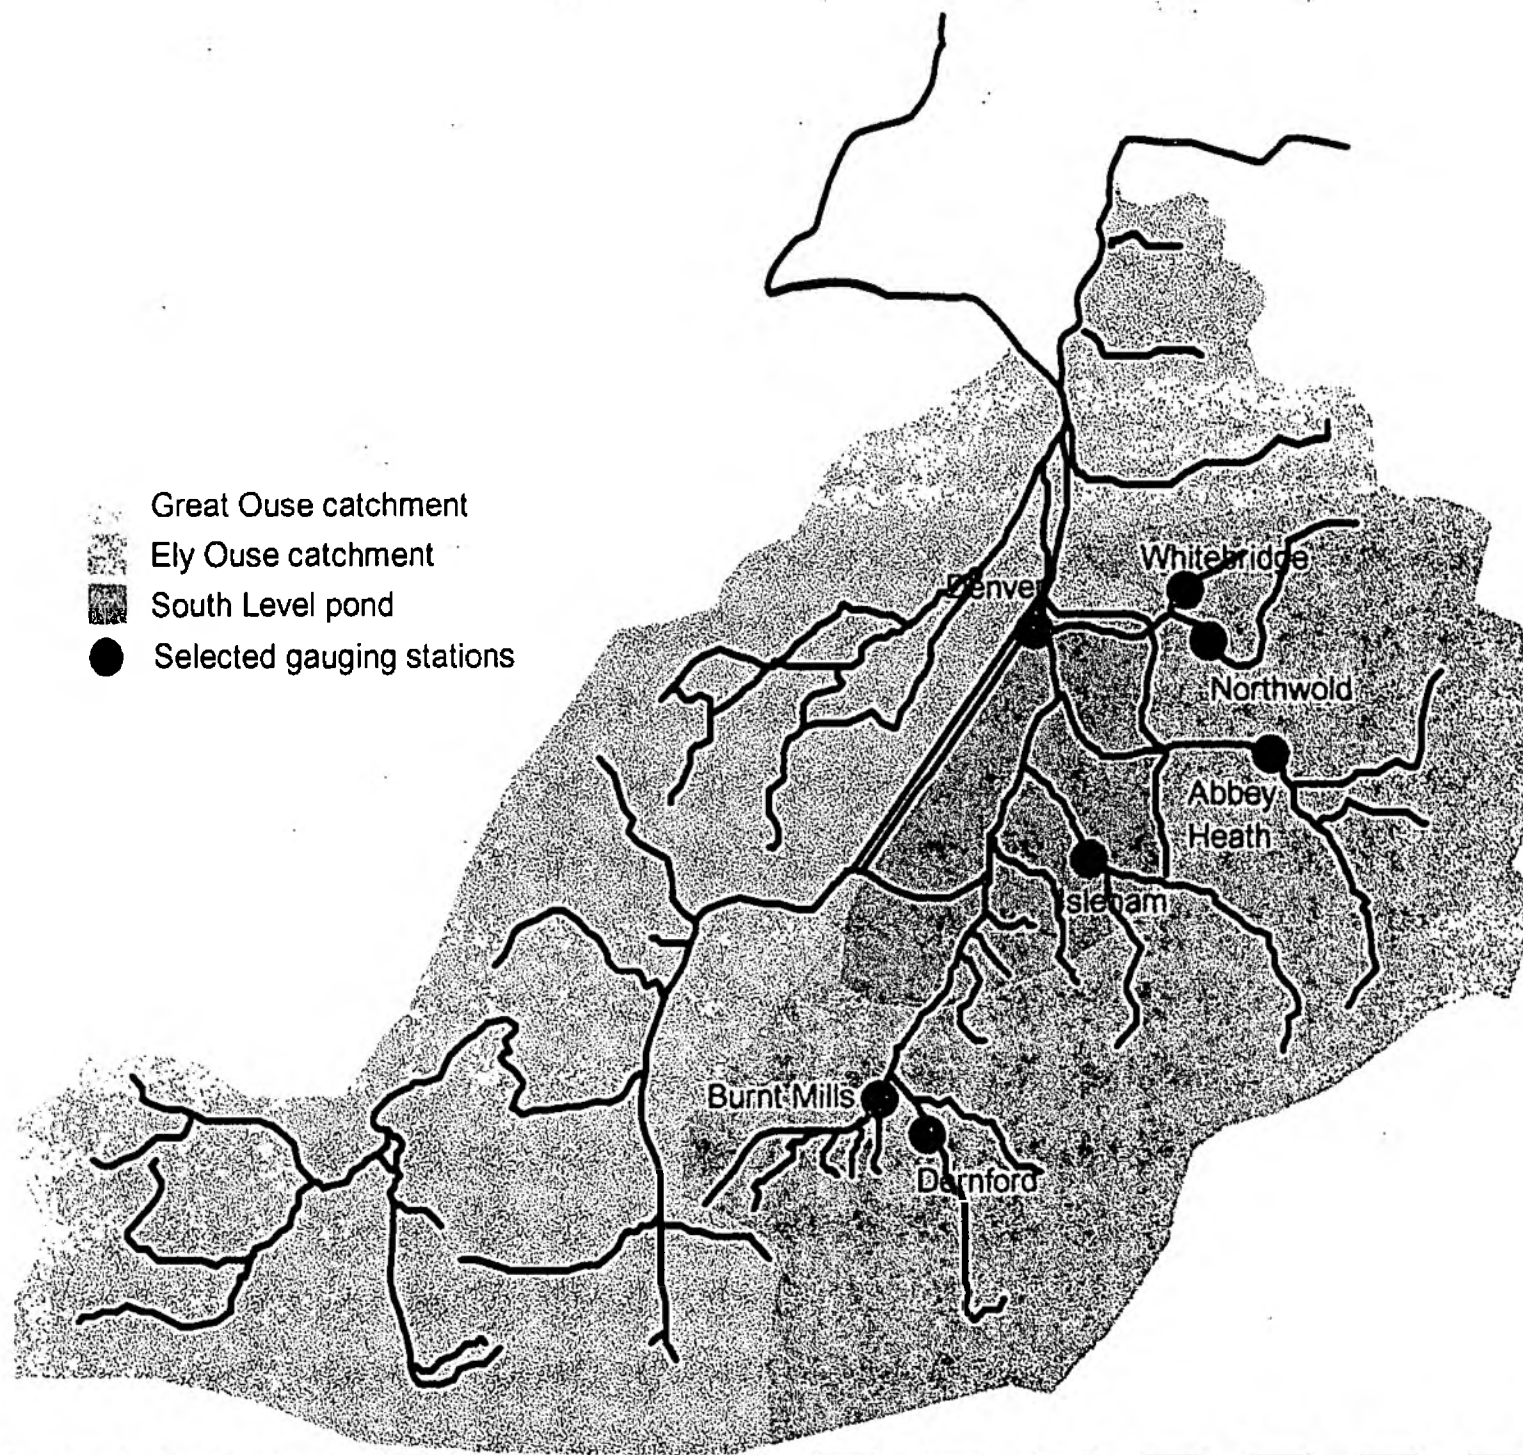 Great Ouse catchment
Ely Ouse catchment
South Level pond
Selected gauging stations
Whitebridge
Denver
Northwold
Abbey
Heath
Isleham
Burnt Mills
Dernford